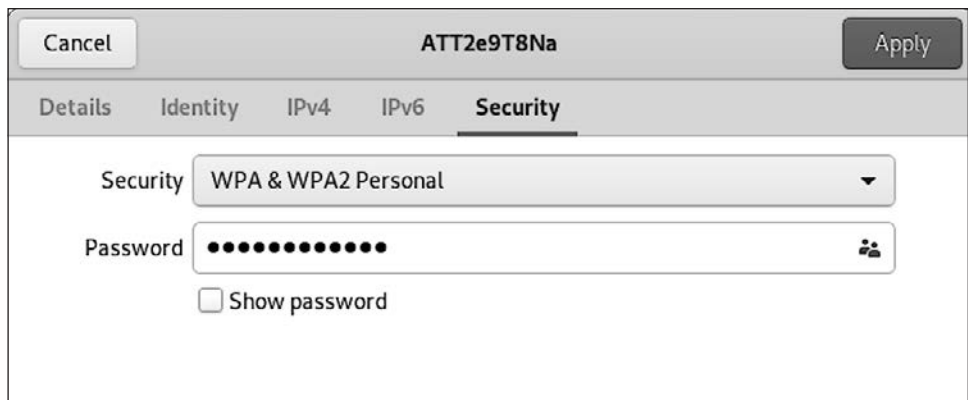 Cancel ATT2e9T8Na Apply
Details Identity IPv4 IPv6 Security
Security WPA & WPA2 Personal
Password ●●●●●●●●●●●●
Show password